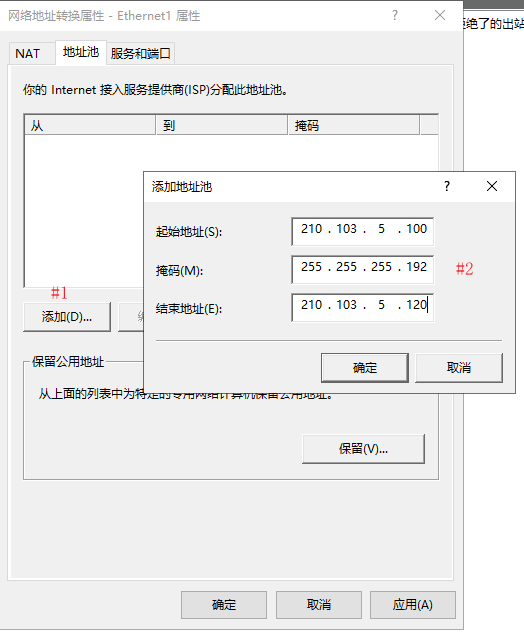 网络地址转换属性 - Ethernet1 属性
拒绝了的出站
NAT 地址池 服务和端口
你的 Internet 接入服务提供商(ISP)分配此地址池。
从 到 掩码
添加地址池
起始地址(S): 210 . 103 . 5 . 100
掩码(M): 255 . 255 . 255 . 192 #2
结束地址(E): 210 . 103 . 5 . 120
#1
添加(D)...
确定 取消
保留公用地址
从上面的列表中为特定的专用网络计算机保留公用地址。
保留(V)...
确定 取消 应用(A)